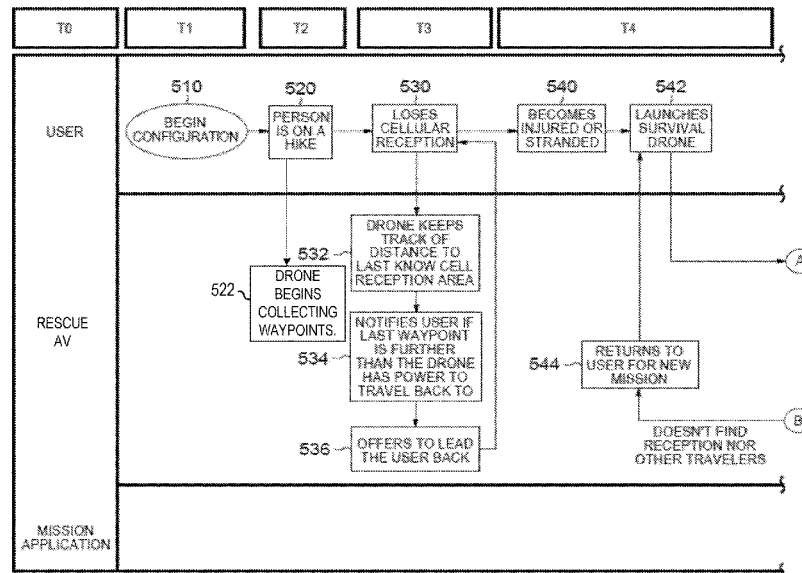 T0
T1
T2
T3
T4
USER
510
BEGIN
CONFIGURATION
520
PERSON
IS ON A
HIKE
530
LOSES
CELLULAR
RECEPTION
540
BECOMES
INJURED OR
STRANDED
542
LAUNCHES
SURVIVAL
DRONE
RESCUE
AV
522
DRONE
BEGINS
COLLECTING
WAYPOINTS.
532
DRONE KEEPS
TRACK OF
DISTANCE TO
LAST KNOW CELL
RECEPTION AREA
534
NOTIFIES USER IF
LAST WAYPOINT
IS FURTHER
THAN THE DRONE
HAS POWER TO
TRAVEL BACK TO
536
OFFERS TO LEAD
THE USER BACK
A
544
RETURNS TO
USER FOR NEW
MISSION
B
DOESN'T FIND
RECEPTION NOR
OTHER TRAVELERS
MISSION
APPLICATION